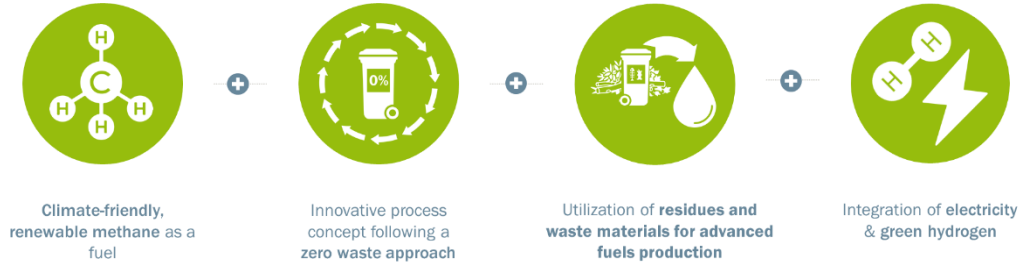 H
C
H
H
H
0%
H
H
Climate-friendly,
renewable methane as a
fuel
Innovative process
concept following a
zero waste approach
Utilization of residues and
waste materials for advanced
fuels production
Integration of electricity
& green hydrogen